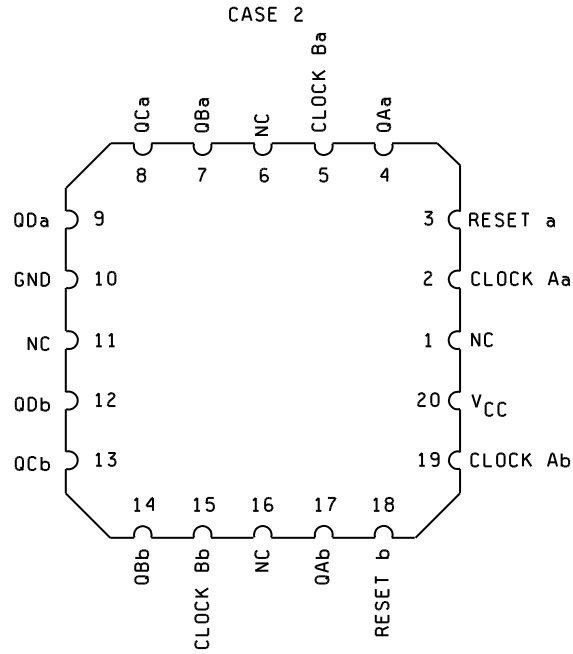 CASE 2
QCa
QBa
NC
CLOCK Ba
QAa
8
7
6
5
4
QDa 9
3 RESET a
GND 10
2 CLOCK Aa
NC 11
1 NC
QDb 12
20 VCC
QCb 13
19 CLOCK Ab
14
15
16
17
18
QBb
CLOCK Bb
NC
QAb
RESET b